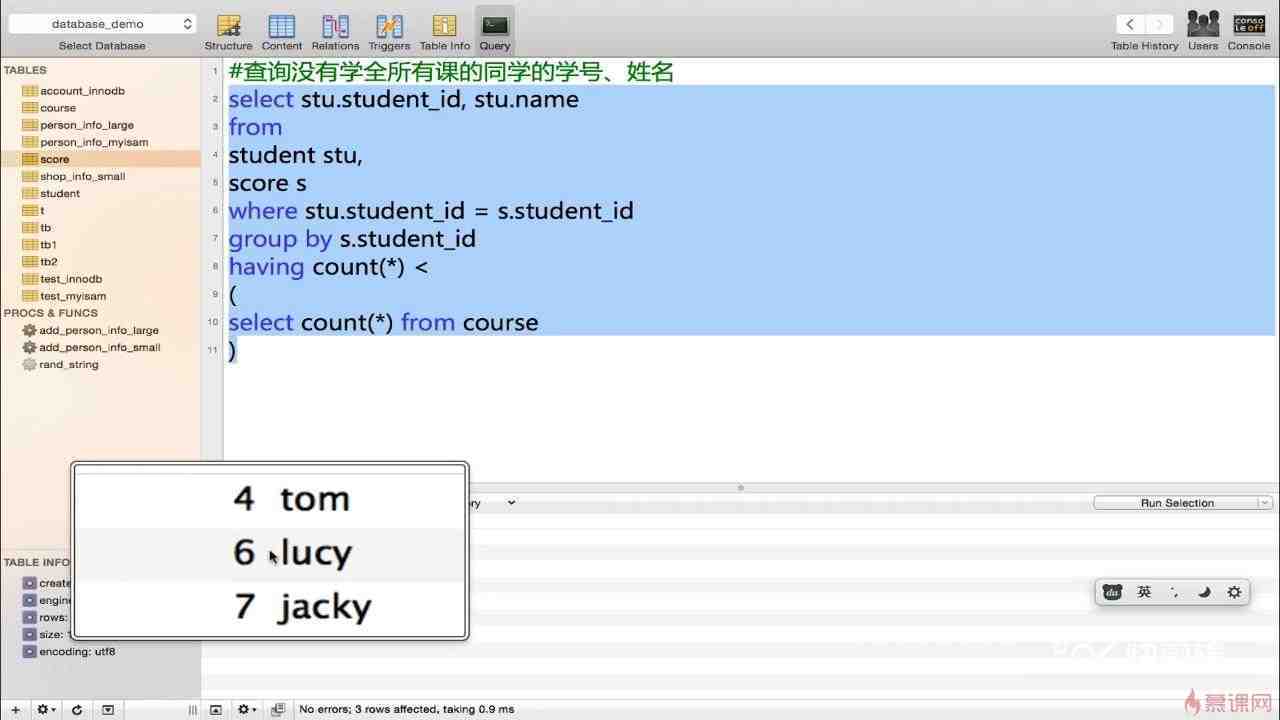 database_demo
Select Database
Structure
Content
Relations
Triggers
Table Info
Query
Table History
Users
Console
conso
le off
TABLES
account_innodb
course
person_info_large
person_info_myisam
score
shop_info_small
student
t
tb
tb1
tb2
test_innodb
test_myisam
PROCS & FUNCS
add_person_info_large
add_person_info_small
rand_string
1 #查询没有学全所有课的同学的学号、姓名
2 select stu.student_id, stu.name
3 from
4 student stu,
5 score s
6 where stu.student_id = s.student_id
7 group by s.student_id
8 having count(*) <
9 (
10 select count(*) from course
11 )
Run Selection
4 tom
6 lucy
7 jacky
TABLE INFO
create
engin
rows:
size:
encoding: utf8
du 英
No errors; 3 rows affected, taking 0.9 ms
慕课网